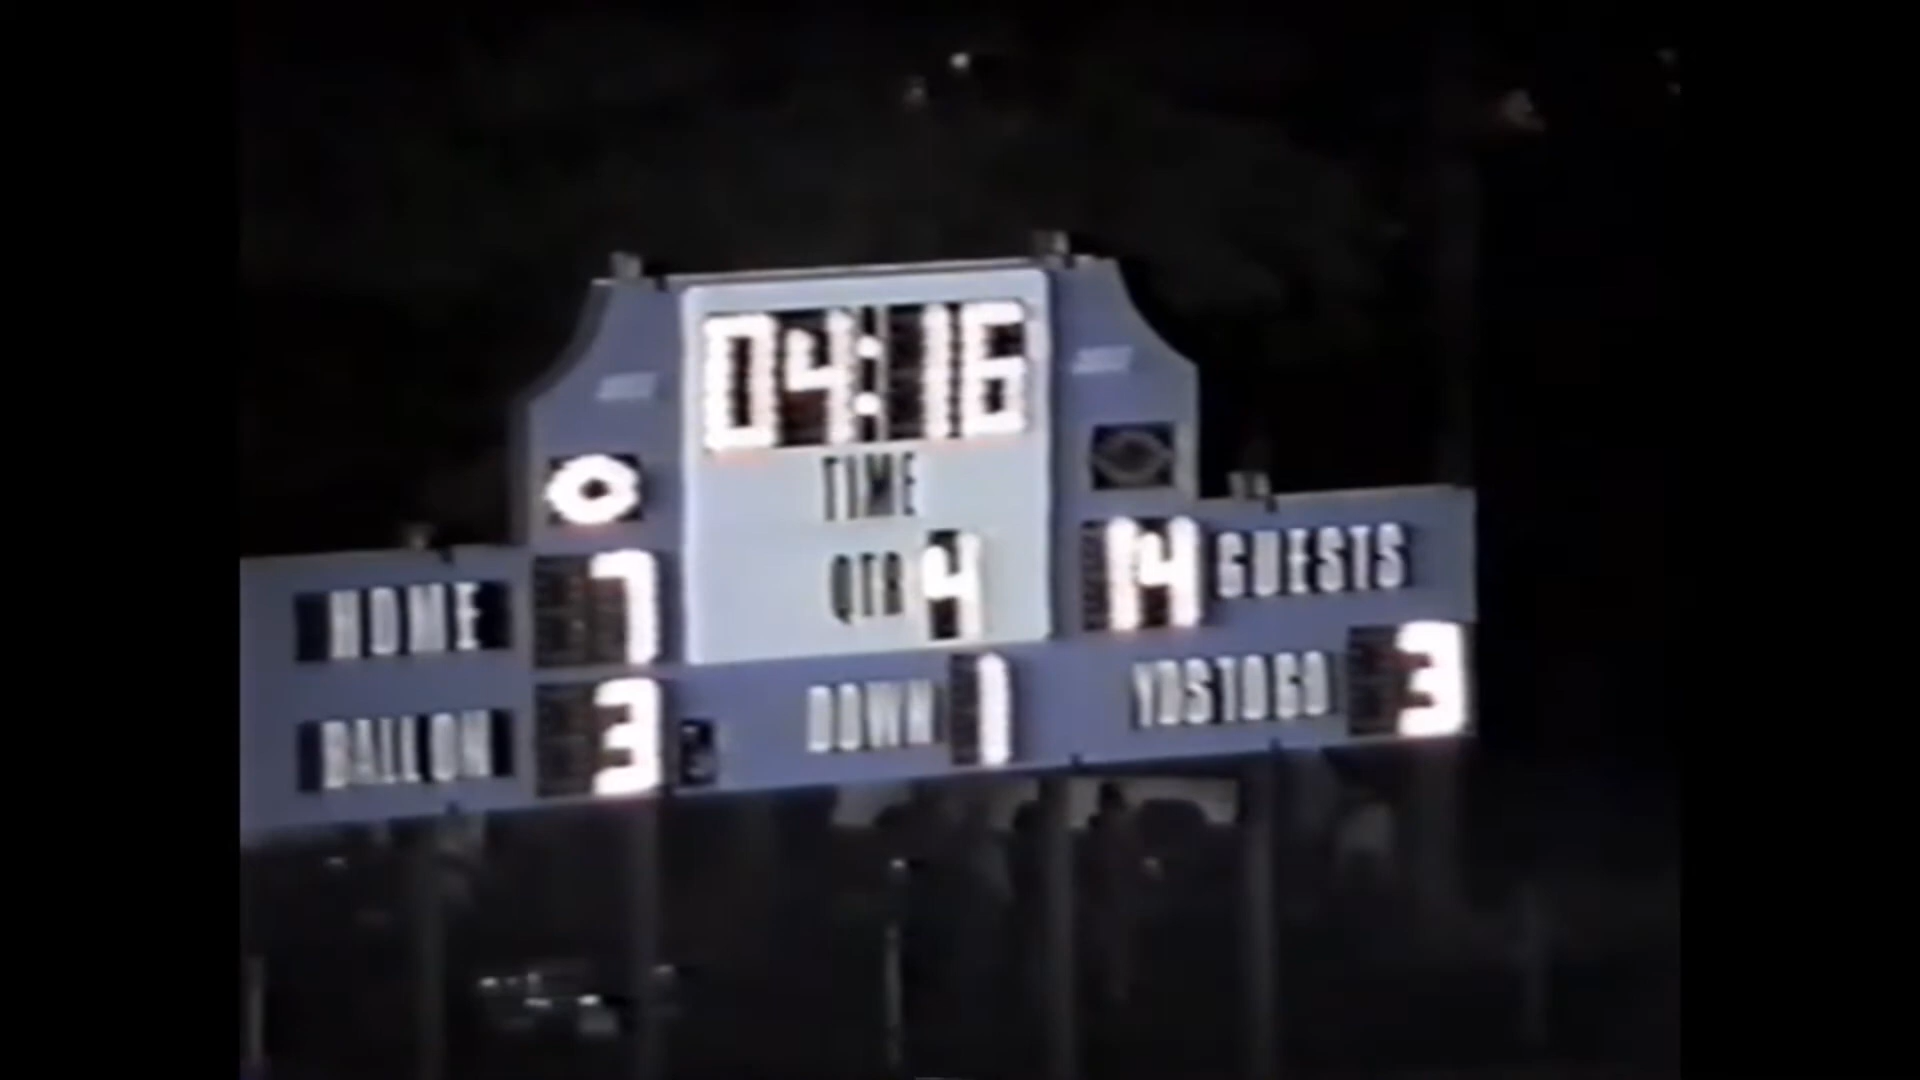 04:16
TIME
HOME 7 QTR 4 14 GUESTS
BALL ON 3 DOWN 1 YDS TO GO 3